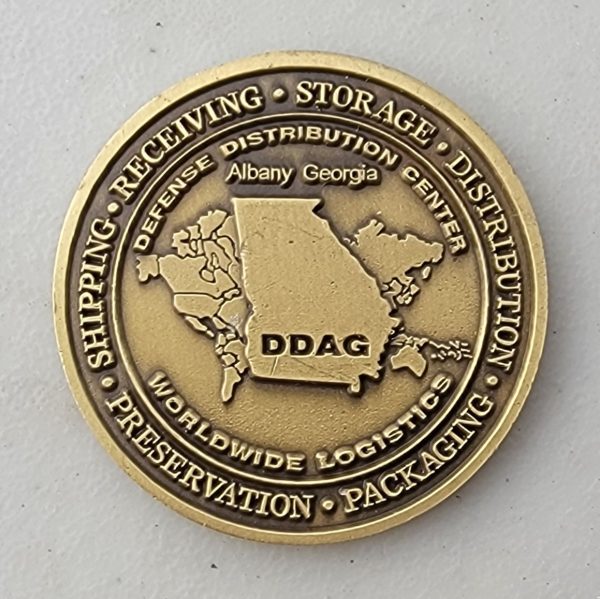 SHIPPING • RECEIVING • STORAGE • DISTRIBUTION
DEFENSE DISTRIBUTION CENTER
Albany Georgia
DDAG
WORLDWIDE LOGISTICS
• PRESERVATION • PACKAGING •